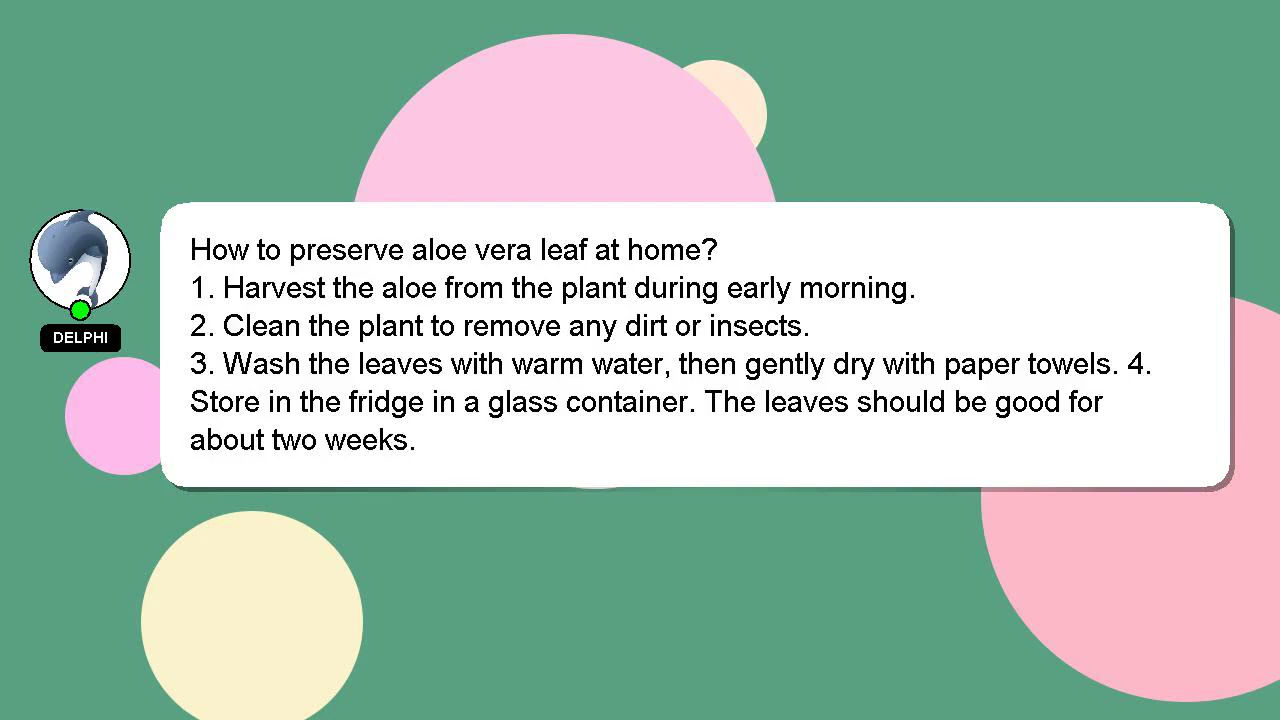 How to preserve aloe vera leaf at home?
1. Harvest the aloe from the plant during early morning.
2. Clean the plant to remove any dirt or insects.
3. Wash the leaves with warm water, then gently dry with paper towels. 4.
Store in the fridge in a glass container. The leaves should be good for
about two weeks.
DELPHI